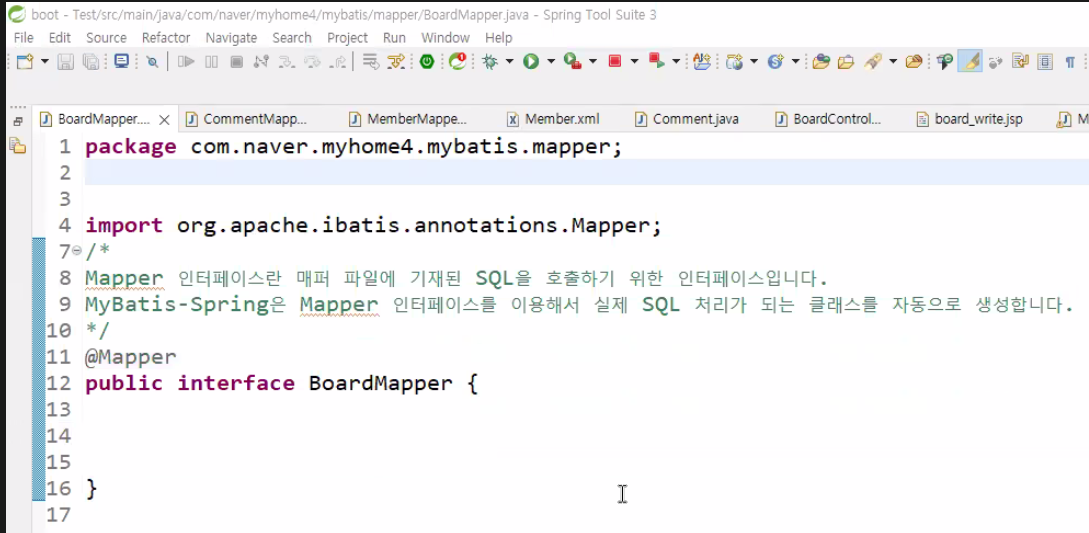 boot - Test/src/main/java/com/naver/myhome4/mybatis/mapper/BoardMapper.java - Spring Tool Suite 3
File Edit Source Refactor Navigate Search Project Run Window Help
BoardMapper.... CommentMapp... MemberMappe... Member.xml Comment.java BoardControl... board_write.jsp M
1 package com.naver.myhome4.mybatis.mapper;
2
3
4 import org.apache.ibatis.annotations.Mapper;
7 /*
8 Mapper 인터페이스란 매퍼 파일에 기재된 SQL을 호출하기 위한 인터페이스입니다.
9 MyBatis-Spring은 Mapper 인터페이스를 이용해서 실제 SQL 처리가 되는 클래스를 자동으로 생성합니다.
10 */
11 @Mapper
12 public interface BoardMapper {
13
14
15
16 }
17